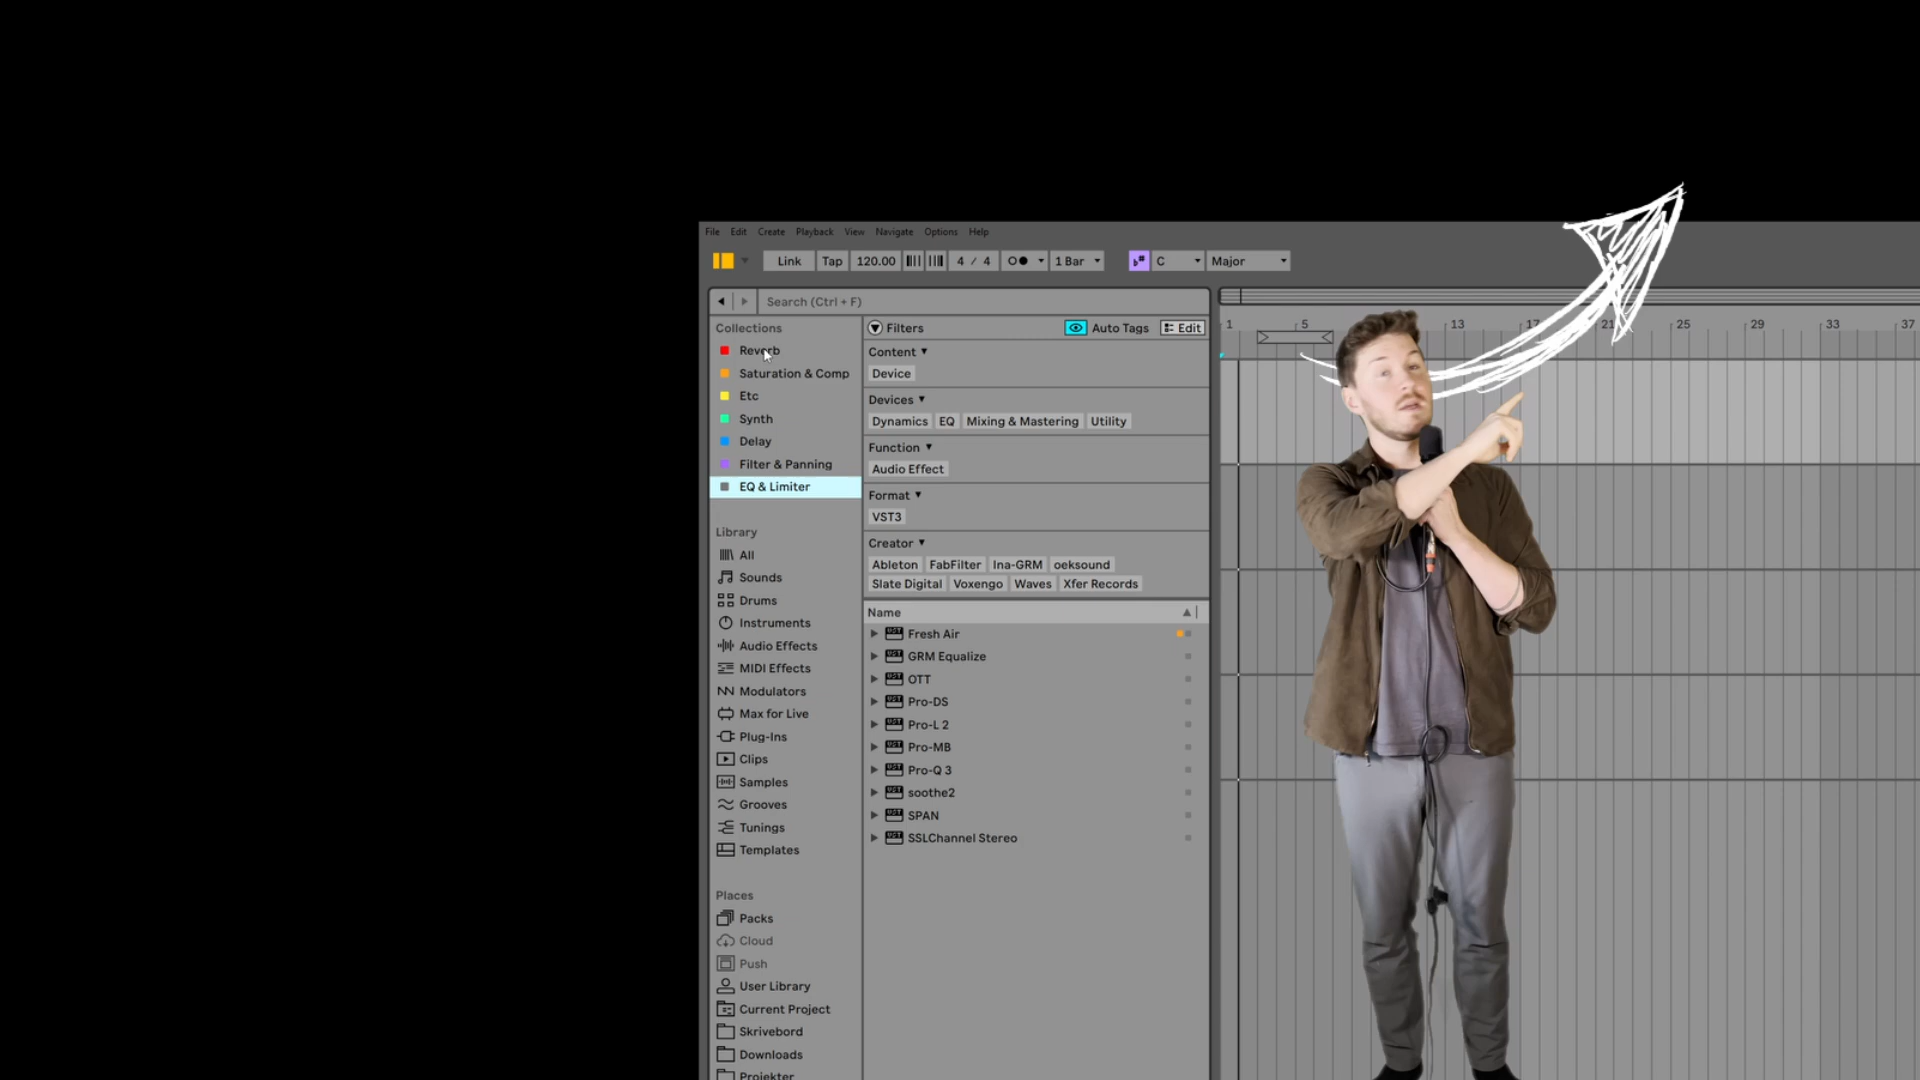 File Edit Create Playback View Navigate Options Help
Link Tap 120.00 4 / 4 1 Bar C Major
Search (Ctrl + F)
Collections
Reverb
Saturation & Comp
Etc
Synth
Delay
Filter & Panning
EQ & Limiter
Library
All
Sounds
Drums
Instruments
Audio Effects
MIDI Effects
Modulators
Max for Live
Plug-Ins
Clips
Samples
Grooves
Tunings
Templates
Places
Packs
Cloud
Push
User Library
Current Project
Skrivebord
Downloads
Projekter
Filters Auto Tags Edit
Content
Device
Devices
Dynamics EQ Mixing & Mastering Utility
Function
Audio Effect
Format
VST3
Creator
Ableton FabFilter Ina-GRM oeksound
Slate Digital Voxengo Waves Xfer Records
Name
Fresh Air
GRM Equalize
OTT
Pro-DS
Pro-L 2
Pro-MB
Pro-Q 3
soothe2
SPAN
SSLChannel Stereo
1 5 13 17 21 25 29 33 37